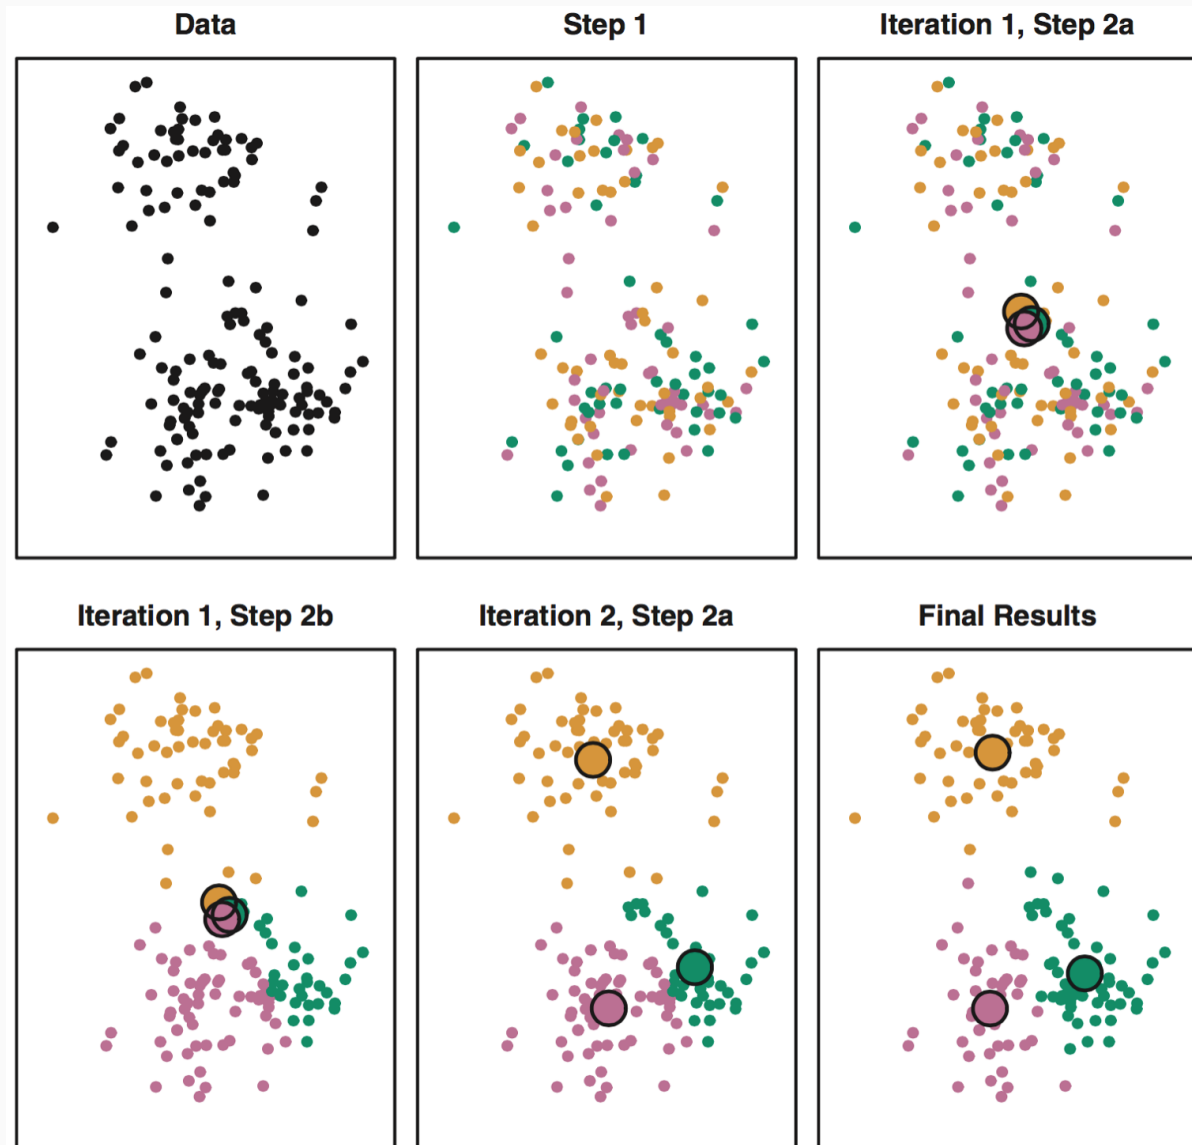 Data
Step 1
Iteration 1, Step 2a
Iteration 1, Step 2b
Iteration 2, Step 2a
Final Results